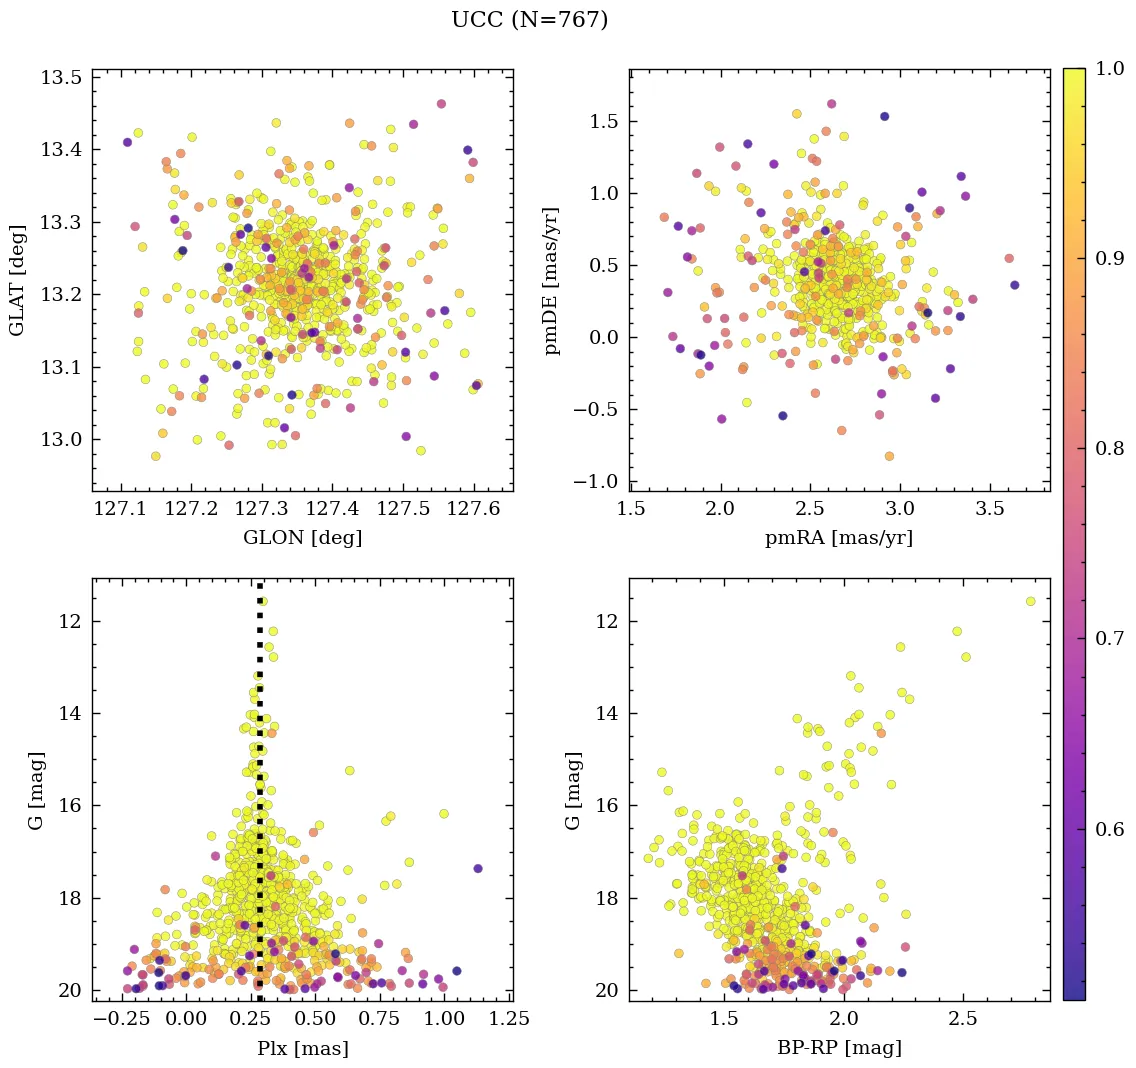 UCC (N=767)
13.5
13.4
13.3
13.2
13.1
13.0
GLAT [deg]
127.1 127.2 127.3 127.4 127.5 127.6
GLON [deg]
1.5
1.0
0.5
0.0
−0.5
−1.0
pmDE [mas/yr]
1.5 2.0 2.5 3.0 3.5
pmRA [mas/yr]
12
14
16
18
20
G [mag]
−0.25 0.00 0.25 0.50 0.75 1.00 1.25
Plx [mas]
12
14
16
18
20
G [mag]
1.5 2.0 2.5
BP-RP [mag]
1.0
0.9
0.8
0.7
0.6